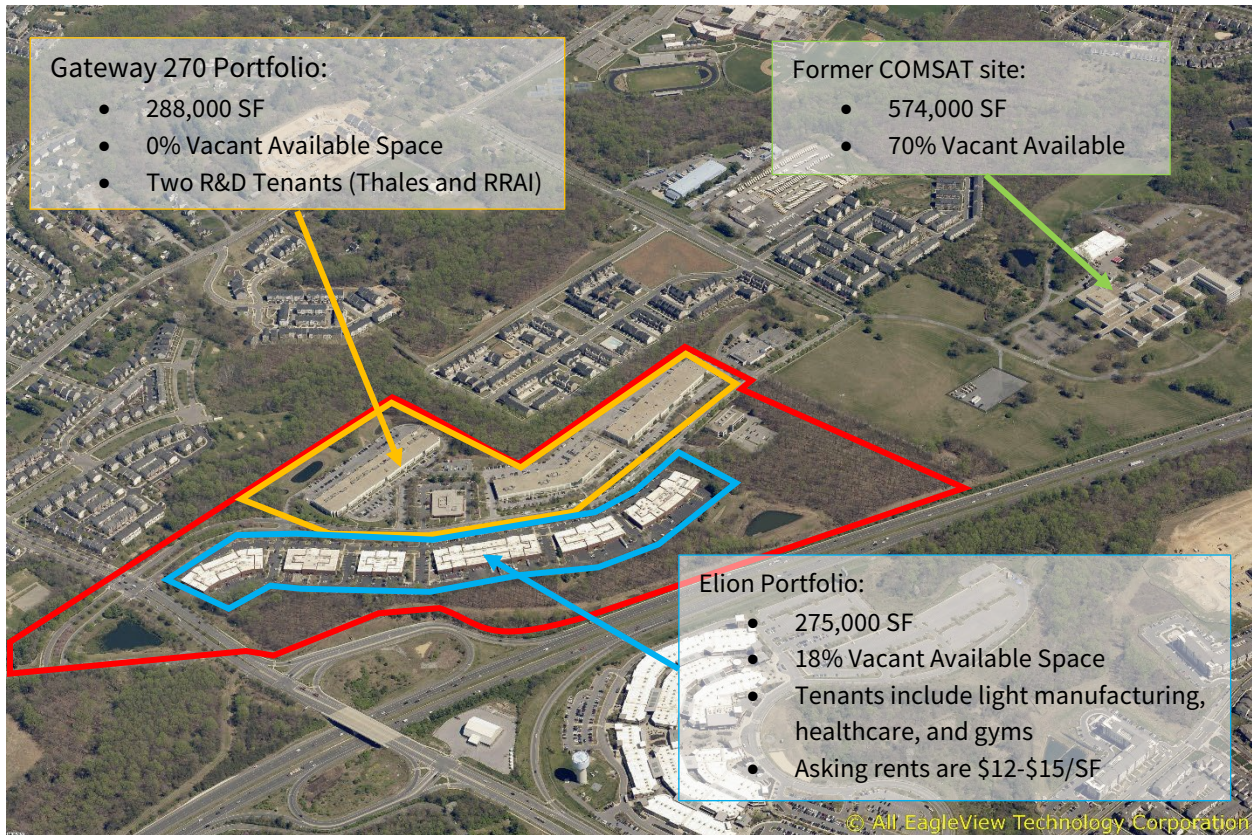 Gateway 270 Portfolio:
• 288,000 SF
• 0% Vacant Available Space
• Two R&D Tenants (Thales and RRAI)
Former COMSAT site:
• 574,000 SF
• 70% Vacant Available
Elion Portfolio:
• 275,000 SF
• 18% Vacant Available Space
• Tenants include light manufacturing,
healthcare, and gyms
• Asking rents are $12-$15/SF
© All EagleView Technology Corporation